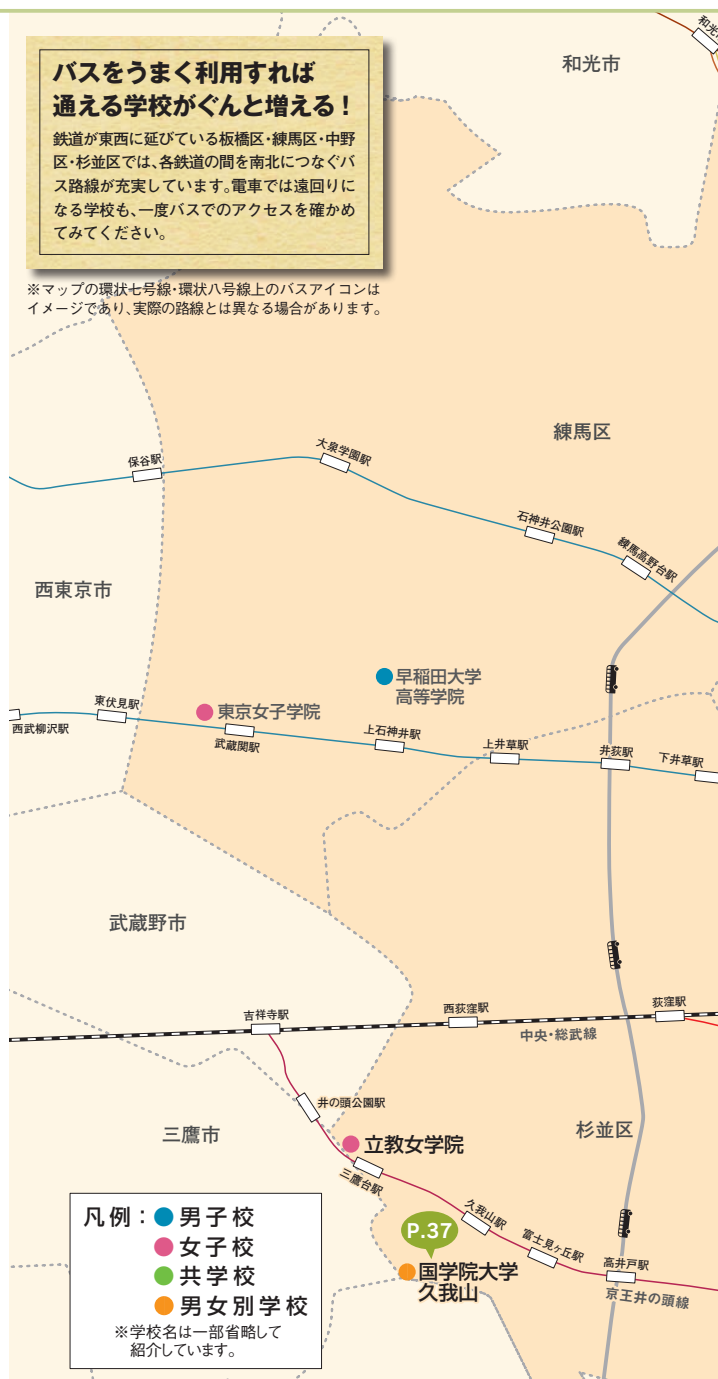 バスをうまく利用すれば
通える学校がぐんと増える！
鉄道が東西に延びている板橋区・練馬区・中野
区・杉並区では、各鉄道の間を南北につなぐバ
ス路線が充実しています。電車では遠回りに
なる学校も、一度バスでのアクセスを確かめ
てみてください。
※マップの環状七号線・環状八号線上のバスアイコンは
イメージであり、実際の路線とは異なる場合があります。
和光市
練馬区
保谷駅
大泉学園駅
石神井公園駅
練馬高野台駅
西東京市
早稲田大学
高等学院
東京女子学院
東伏見駅
西武柳沢駅
武蔵関駅
上石神井駅
上井草駅
井荻駅
下井草駅
武蔵野市
吉祥寺駅
西荻窪駅
荻窪駅
中央・総武線
井の頭公園駅
三鷹市
立教女学院
杉並区
三鷹台駅
久我山駅
富士見ヶ丘駅
高井戸駅
京王井の頭線
P.37
国学院大学
久我山
凡例：男子校
女子校
共学校
男女別学校
※学校名は一部省略して
紹介しています。